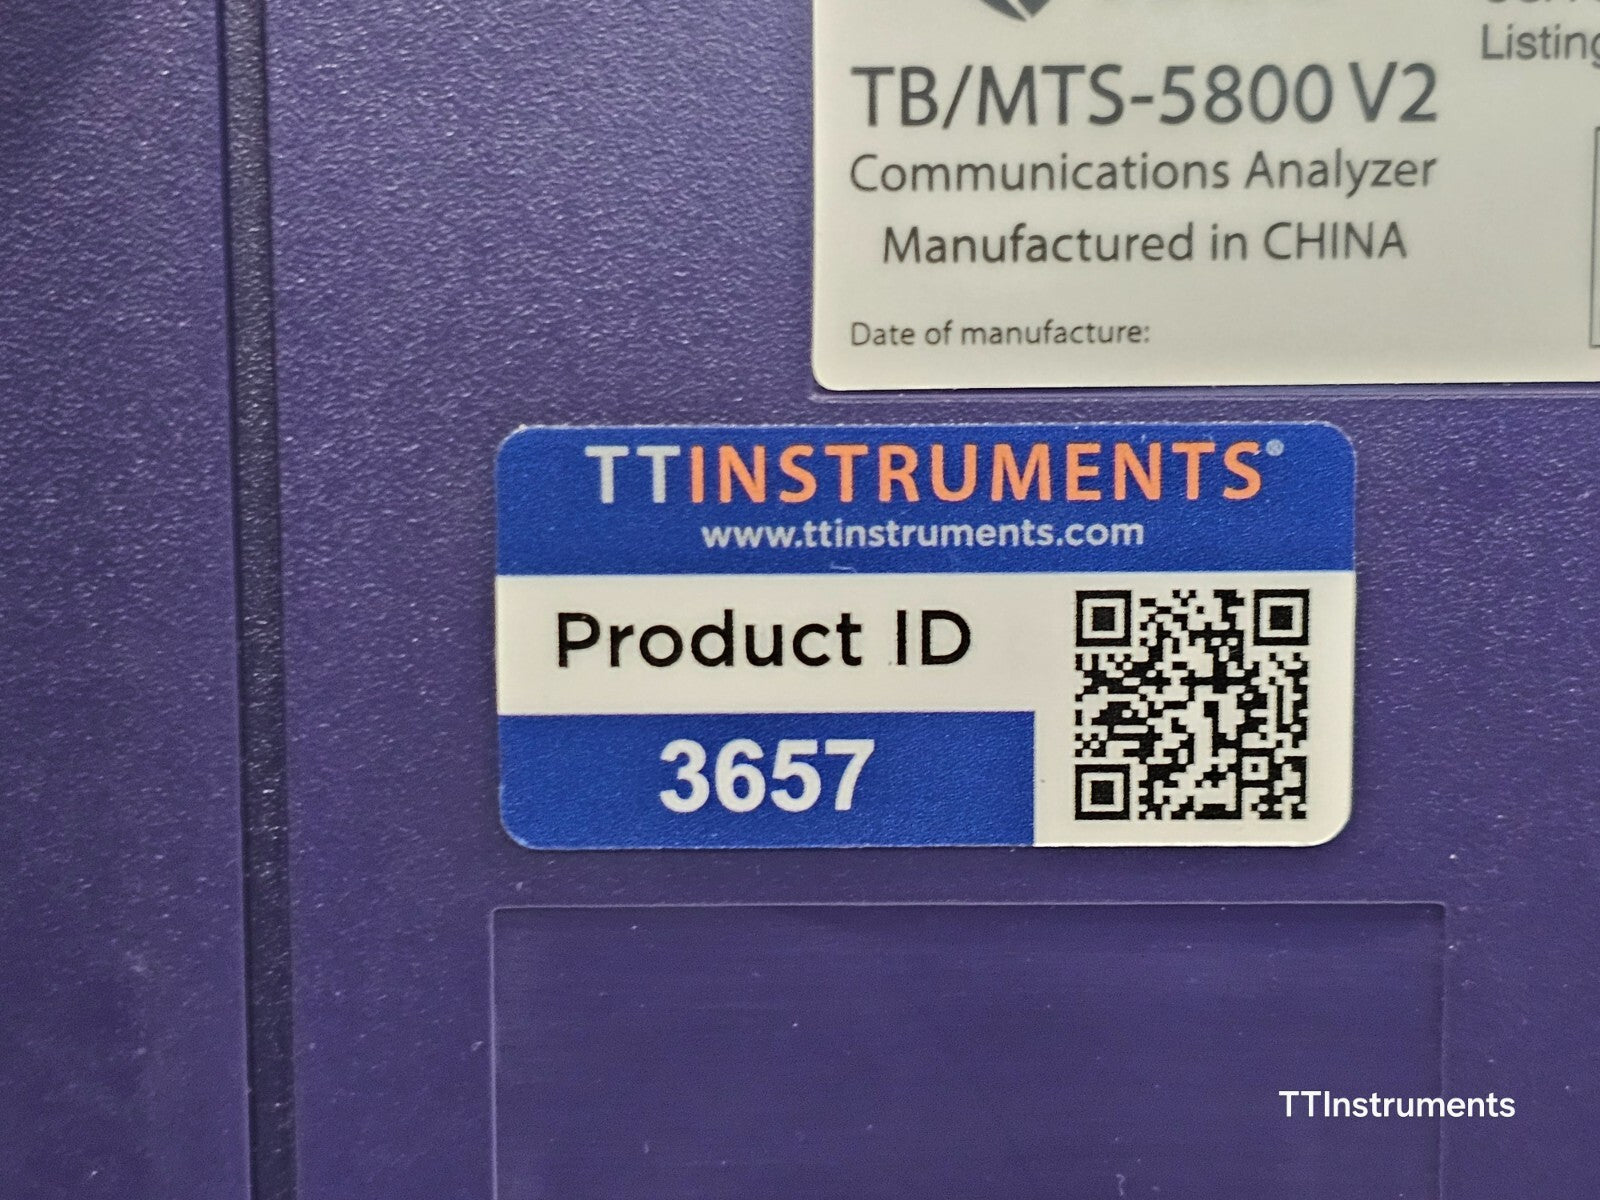 Listing
TB/MTS-5800 V2
Communications Analyzer
Manufactured in CHINA
Date of manufacture:
TTINSTRUMENTS®
www.ttinstruments.com
Product ID
3657
TTInstruments